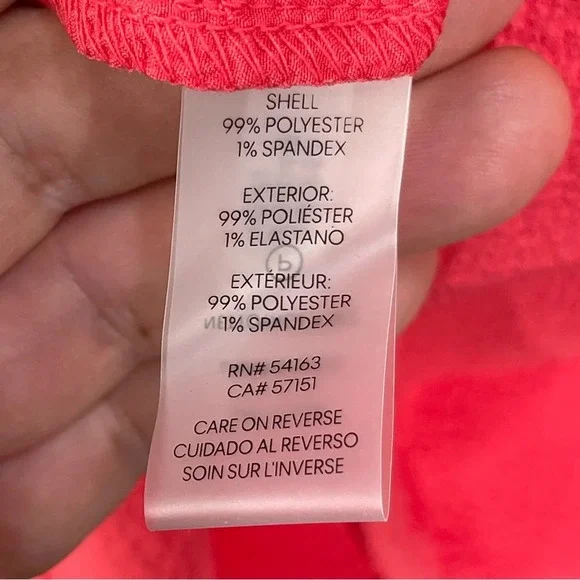 SHELL
99% POLYESTER
1% SPANDEX
EXTERIOR:
99% POLIÉSTER
1% ELASTANO
EXTÉRIEUR:
99% POLYESTER
1% SPANDEX
RN# 54163
CA# 57151
CARE ON REVERSE
CUIDADO AL REVERSO
SOIN SUR L'INVERSE